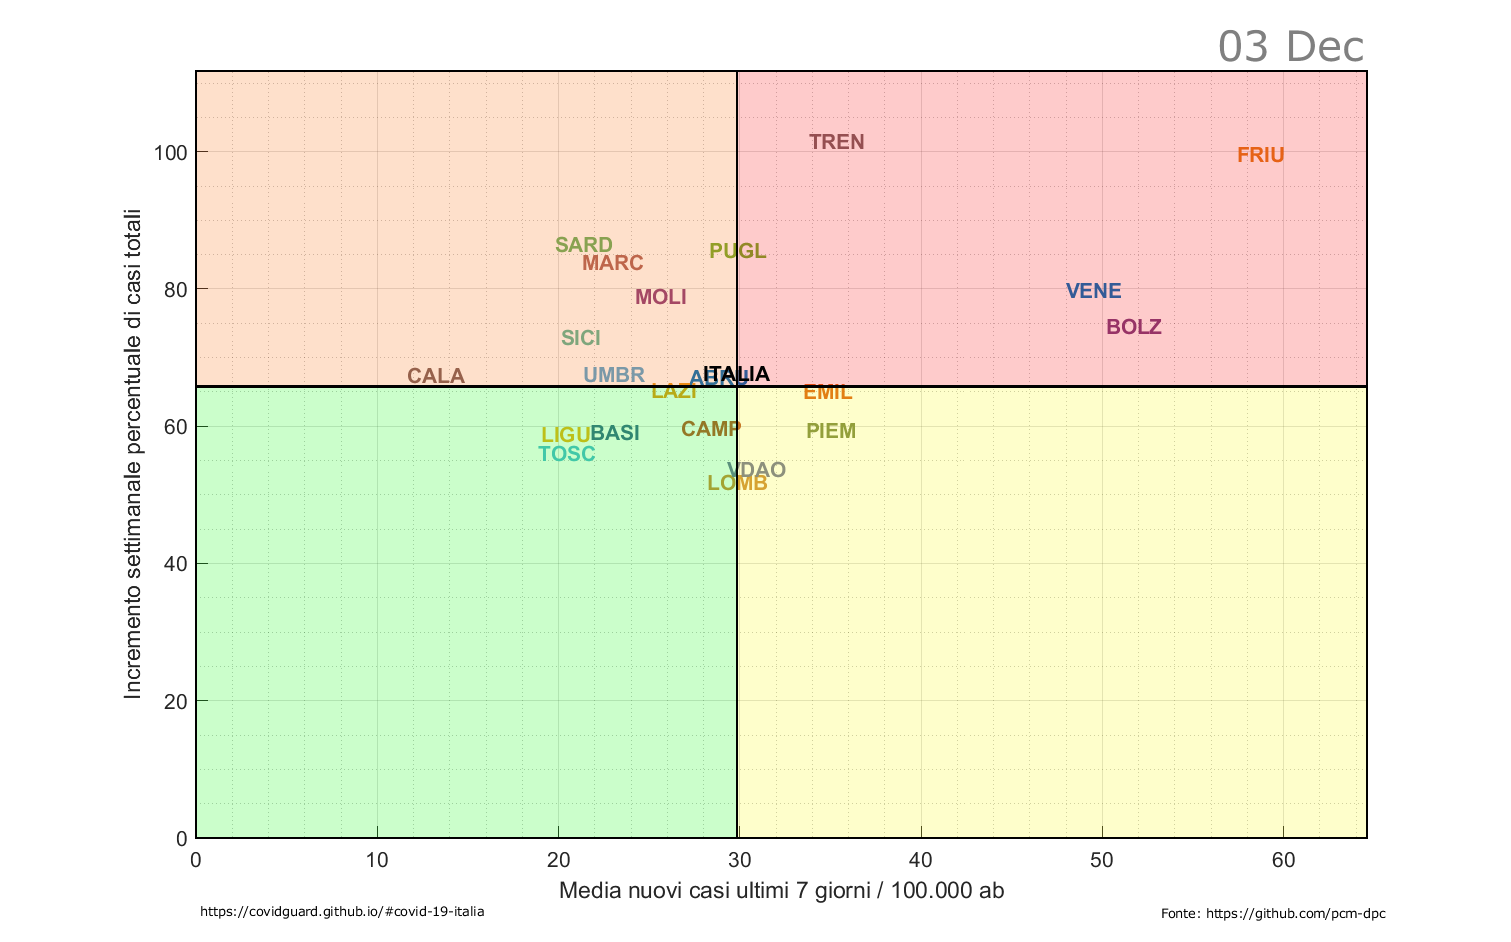 03 Dec
Incremento settimanale percentuale di casi totali
100
80
60
40
20
0
TREN
FRIU
SARD
PUGL
MARC
VENE
MOLI
BOLZ
SICI
CALA
UMBR
ABRU
ITALIA
LAZI
EMIL
LIGU
BASI
CAMP
PIEM
TOSC
VDAO
LOMB
0
10
20
30
40
50
60
Media nuovi casi ultimi 7 giorni / 100.000 ab
https://covidguard.github.io/#covid-19-italia
Fonte: https://github.com/pcm-dpc